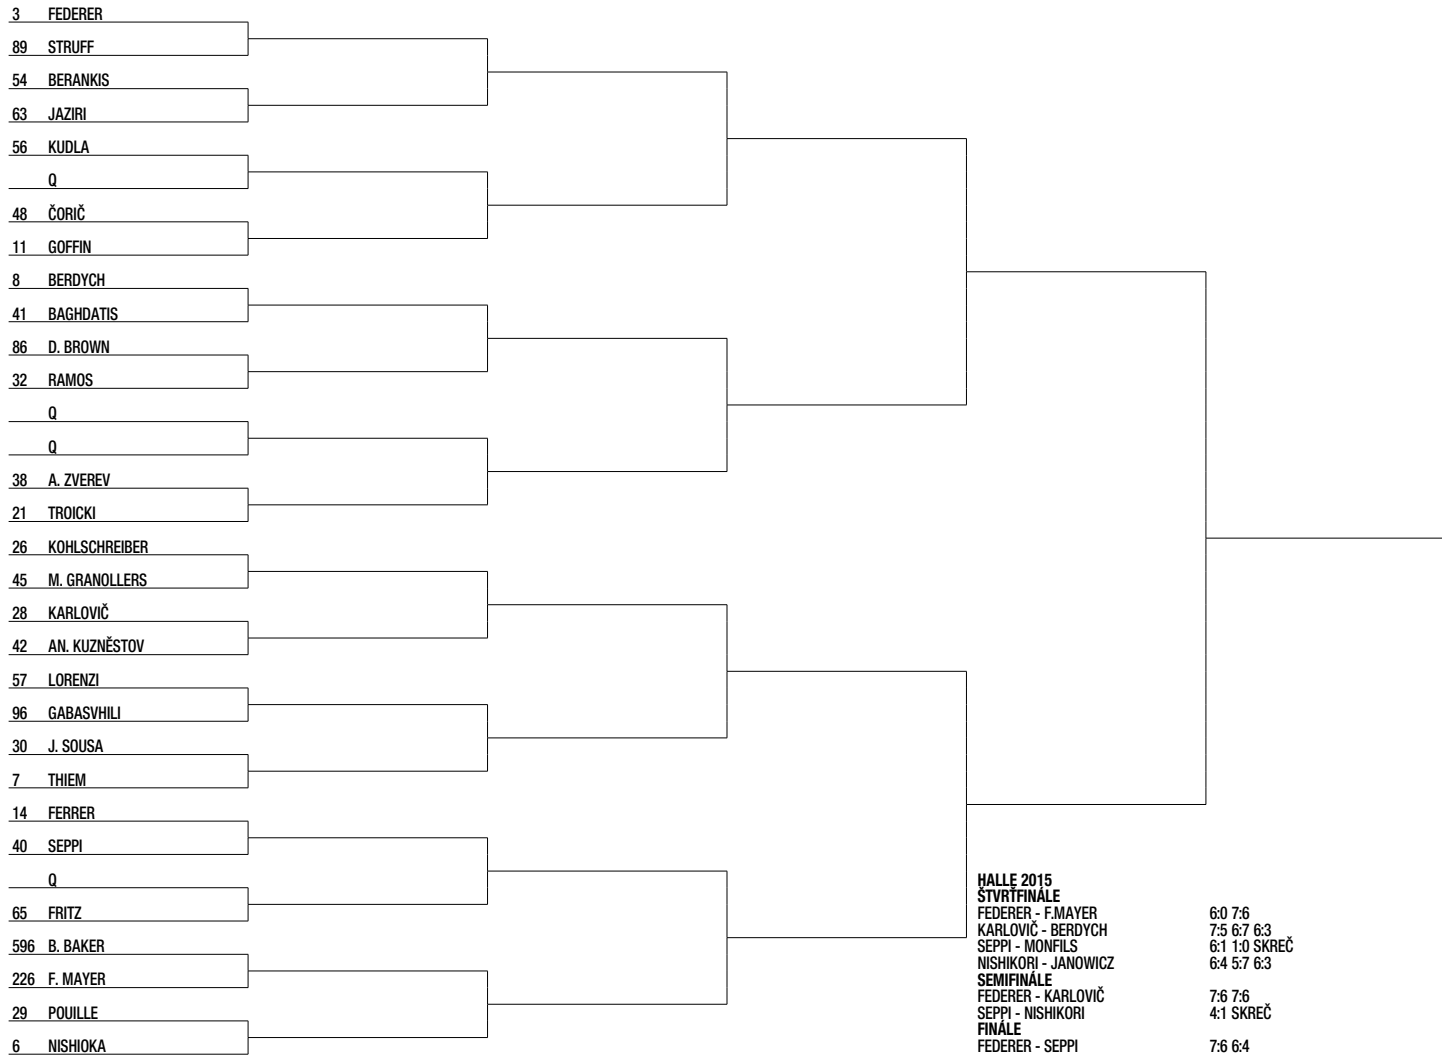 3 FEDERER
89 STRUFF
54 BERANKIS
63 JAZIRI
56 KUDLA
Q
48 ČORIČ
11 GOFFIN
8 BERDYCH
41 BAGHDATIS
86 D. BROWN
32 RAMOS
Q
Q
38 A. ZVEREV
21 TROICKI
26 KOHLSCHREIBER
45 M. GRANOLLERS
28 KARLOVIČ
42 AN. KUZNĚSTOV
57 LORENZI
96 GABASVHILI
30 J. SOUSA
7 THIEM
14 FERRER
40 SEPPI
Q
65 FRITZ
596 B. BAKER
226 F. MAYER
29 POUILLE
6 NISHIOKA
HALLE 2015
ŠTVRŤFINÁLE
FEDERER - F.MAYER 6:0 7:6
KARLOVIČ - BERDYCH 7:5 6:7 6:3
SEPPI - MONFILS 6:1 1:0 SKREČ
NISHIKORI - JANOWICZ 6:4 5:7 6:3
SEMIFINÁLE
FEDERER - KARLOVIČ 7:6 7:6
SEPPI - NISHIKORI 4:1 SKREČ
FINÁLE
FEDERER - SEPPI 7:6 6:4